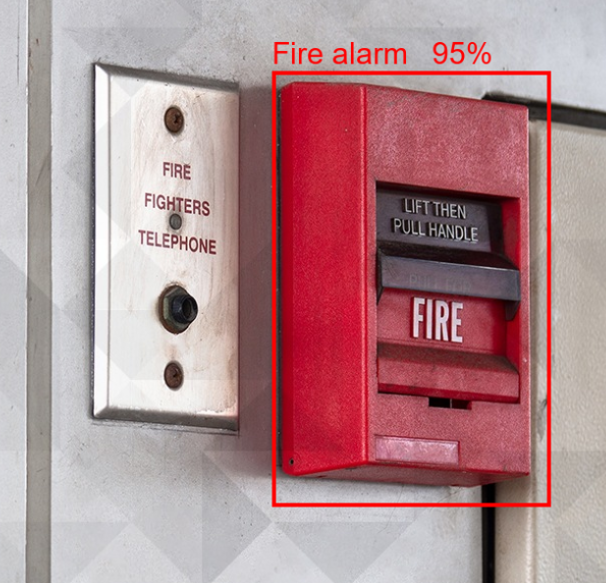 Fire alarm 95%
FIRE
FIGHTERS
TELEPHONE
LIFT THEN
PULL HANDLE
FIRE